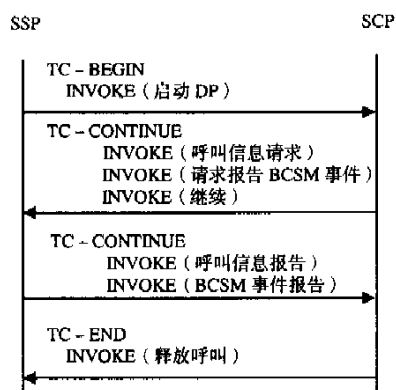 SSP
SCP
TC－BEGIN
INVOKE（启动 DP）
TC－CONTINUE
INVOKE（呼叫信息请求）
INVOKE（请求报告 BCSM 事件）
INVOKE（继续）
TC－CONTINUE
INVOKE（呼叫信息报告）
INVOKE（BCSM 事件报告）
TC－END
INVOKE（释放呼叫）